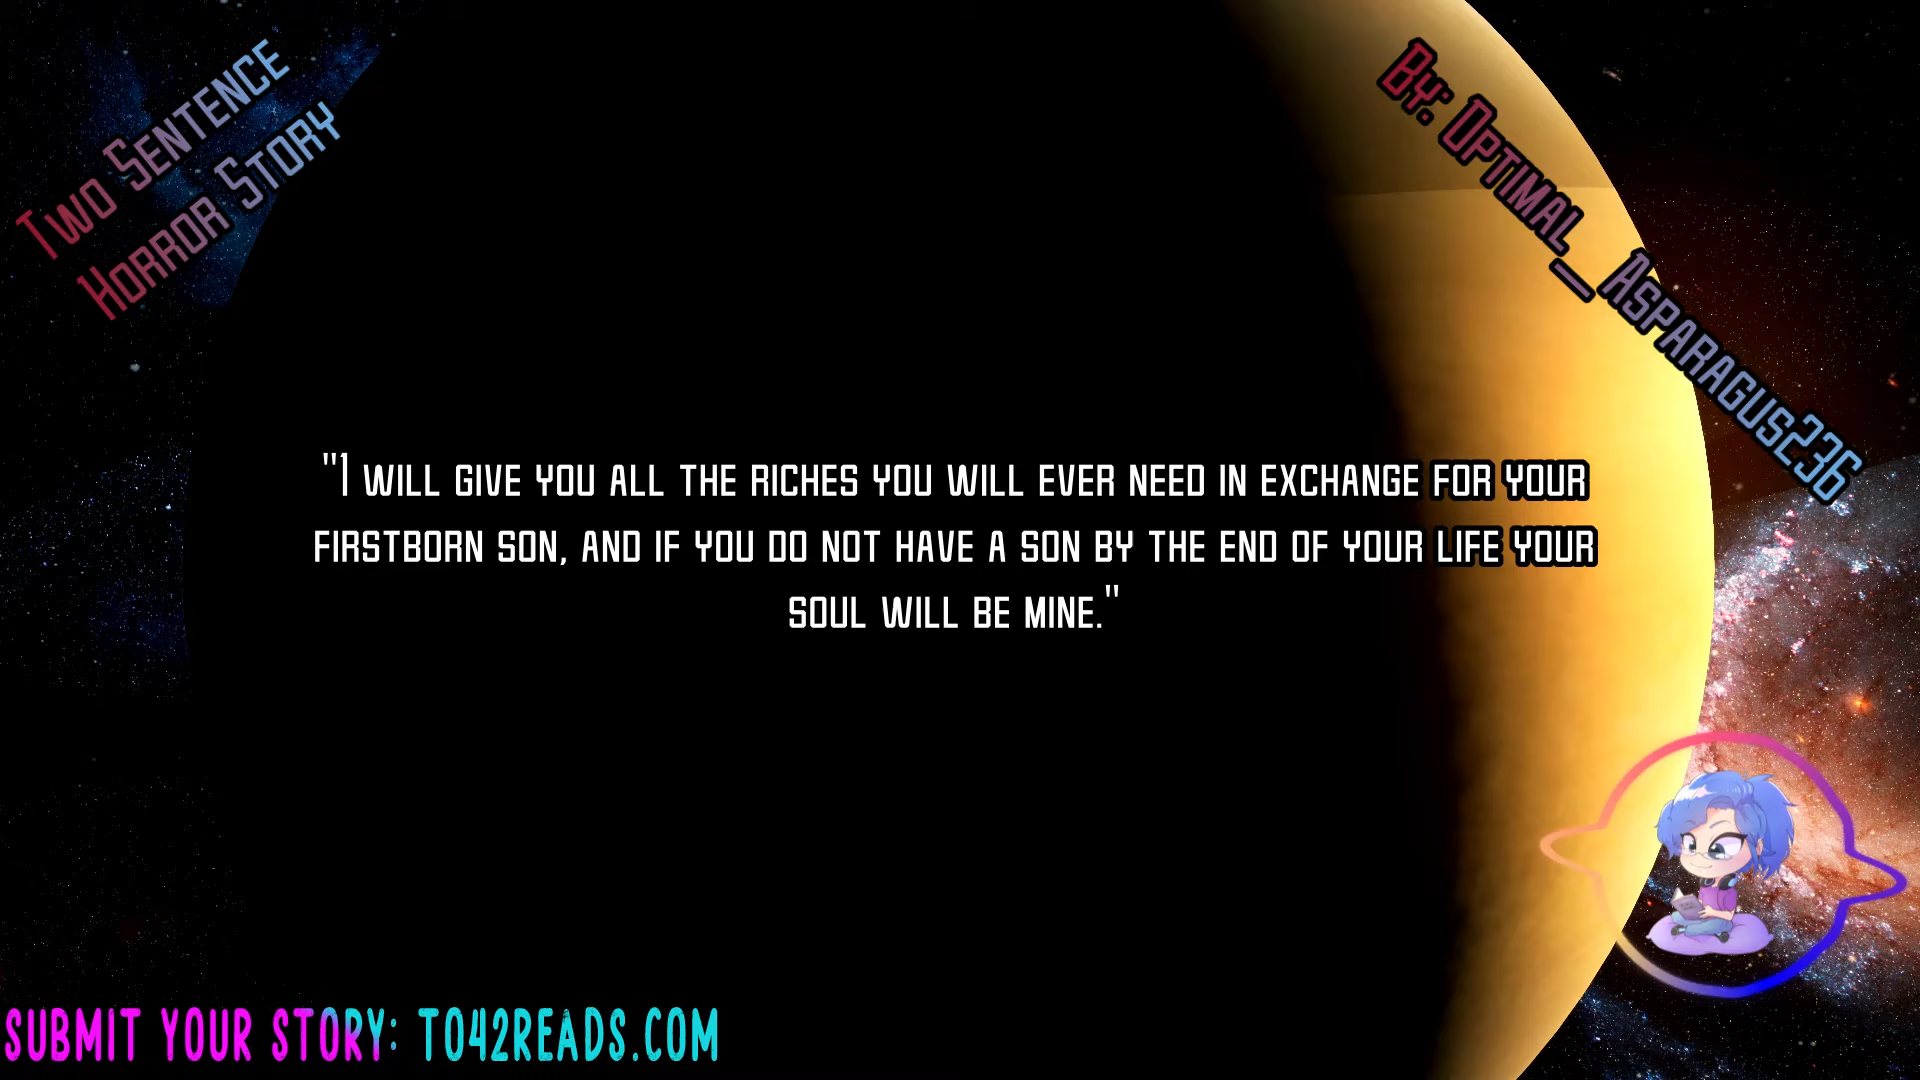 Two Sentence
Horror Story
By: Optimal_Asparagus236
"I will give you all the riches you will ever need in exchange for your
firstborn son, and if you do not have a son by the end of your life your
soul will be mine."
SUBMIT YOUR STORY: TO42READS.COM